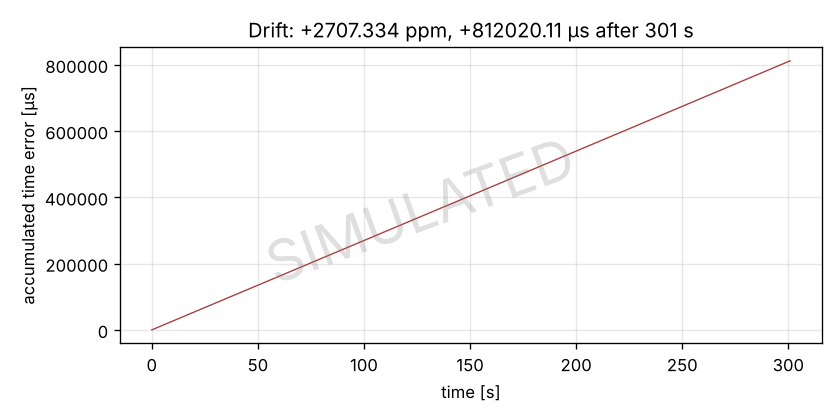 Drift: +2707.334 ppm, +812020.11 µs after 301 s
accumulated time error [µs]
800000
600000
400000
200000
0
SIMULATED
0 50 100 150 200 250 300
time [s]